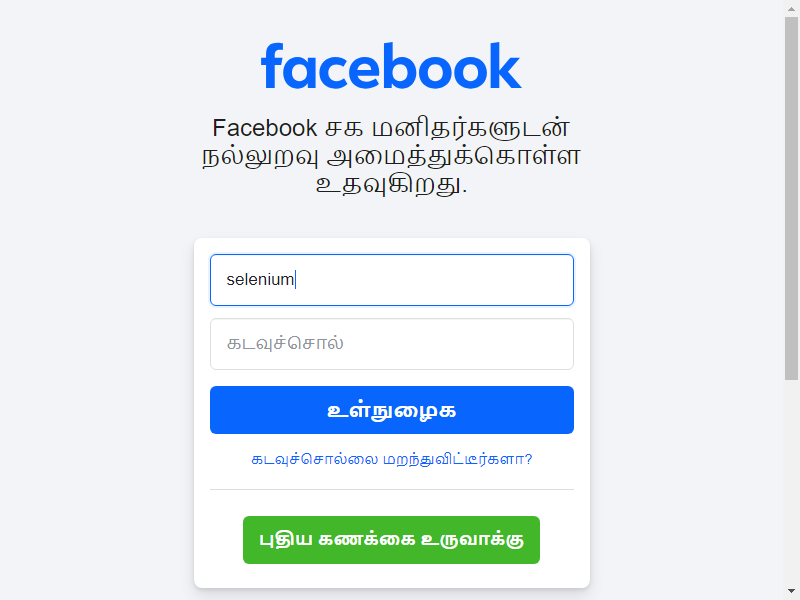 facebook
Facebook சக மனிதர்களுடன்
நல்லுறவு அமைத்துக்கொள்ள
உதவுகிறது.
selenium
கடவுச்சொல்
உள்நுழைக
கடவுச்சொல்லை மறந்துவிட்டீர்களா?
புதிய கணக்கை உருவாக்கு